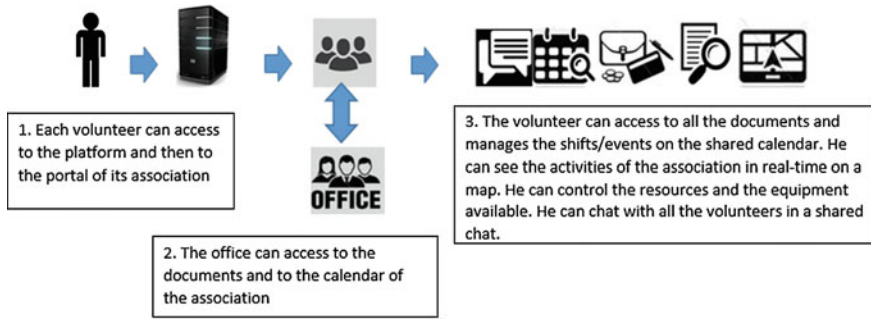 1. Each volunteer can access
to the platform and then to
the portal of its association
OFFICE
2. The office can access to the
documents and to the calendar of
the association
3. The volunteer can access to all the documents and
manages the shifts/events on the shared calendar. He
can see the activities of the association in real-time on a
map. He can control the resources and the equipment
available. He can chat with all the volunteers in a shared
chat.